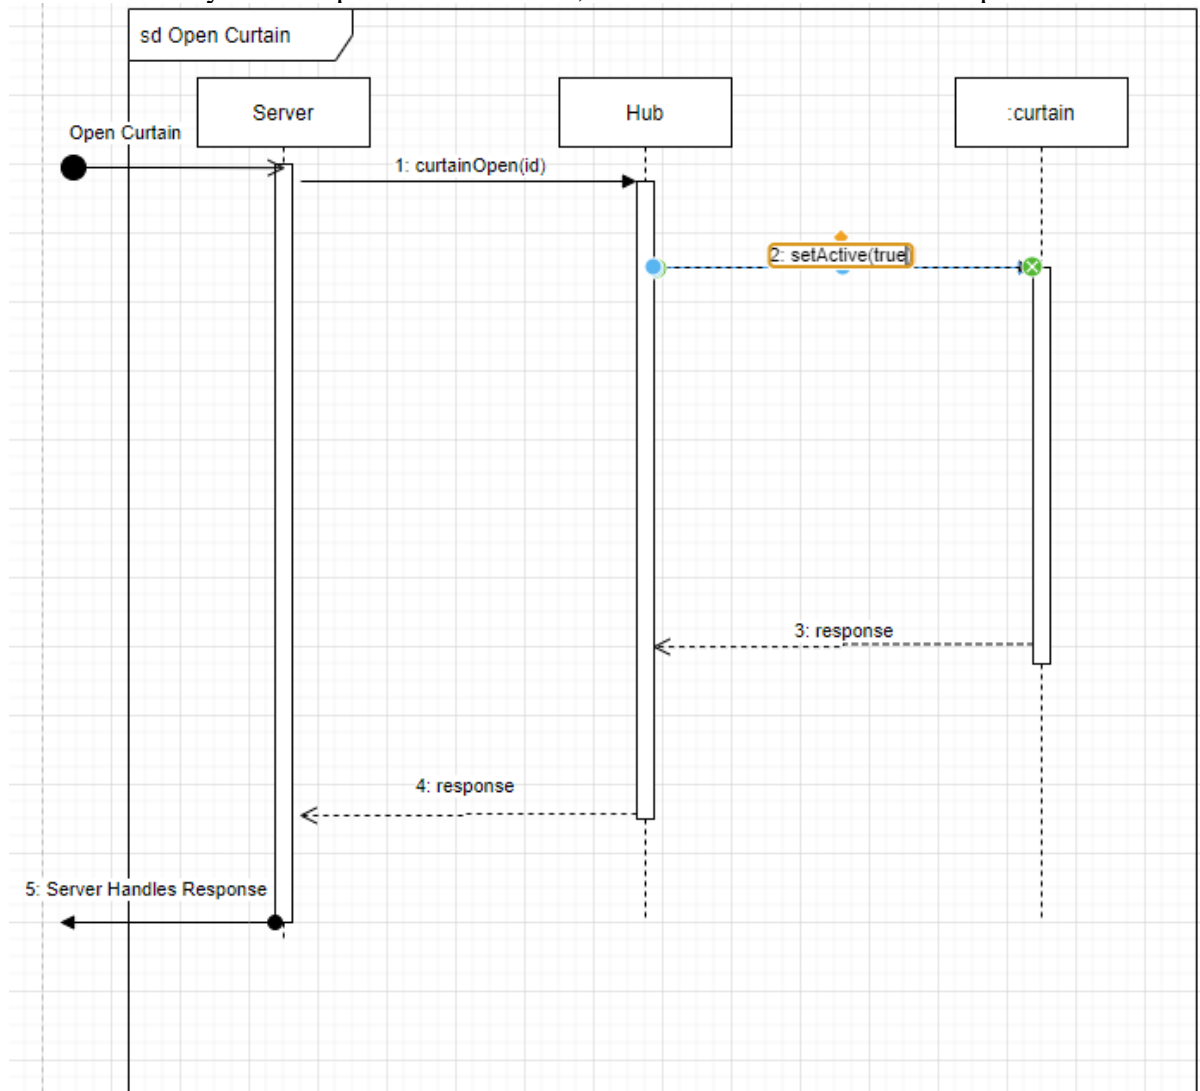 sd Open Curtain
Server
Hub
:curtain
Open Curtain
1: curtainOpen(id)
2: setActive(true
3: response
4: response
5: Server Handles Response